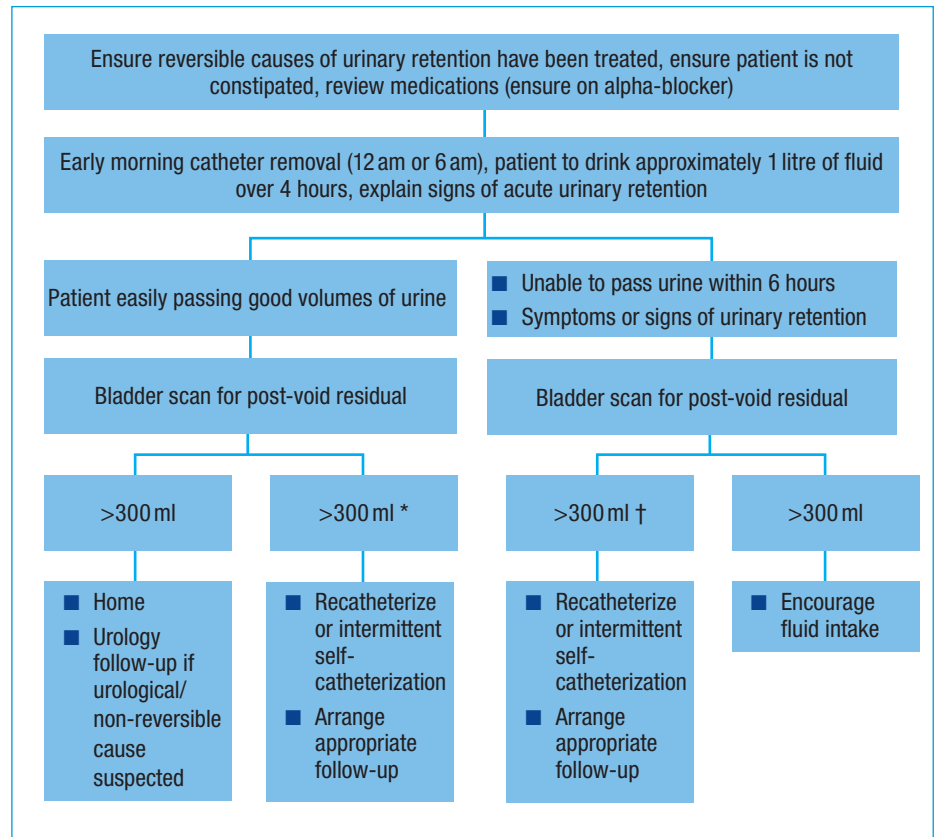 Ensure reversible causes of urinary retention have been treated, ensure patient is not
constipated, review medications (ensure on alpha-blocker)
Early morning catheter removal (12 am or 6 am), patient to drink approximately 1 litre of fluid
over 4 hours, explain signs of acute urinary retention
Patient easily passing good volumes of urine
■ Unable to pass urine within 6 hours
■ Symptoms or signs of urinary retention
Bladder scan for post-void residual
Bladder scan for post-void residual
>300 ml
>300 ml *
>300 ml †
>300 ml
■ Home
■ Urology
follow-up if
urological/
non-reversible
cause
suspected
■ Recatheterize
or intermittent
self-
catheterization
■ Arrange
appropriate
follow-up
■ Recatheterize
or intermittent
self-
catheterization
■ Arrange
appropriate
follow-up
■ Encourage
fluid intake